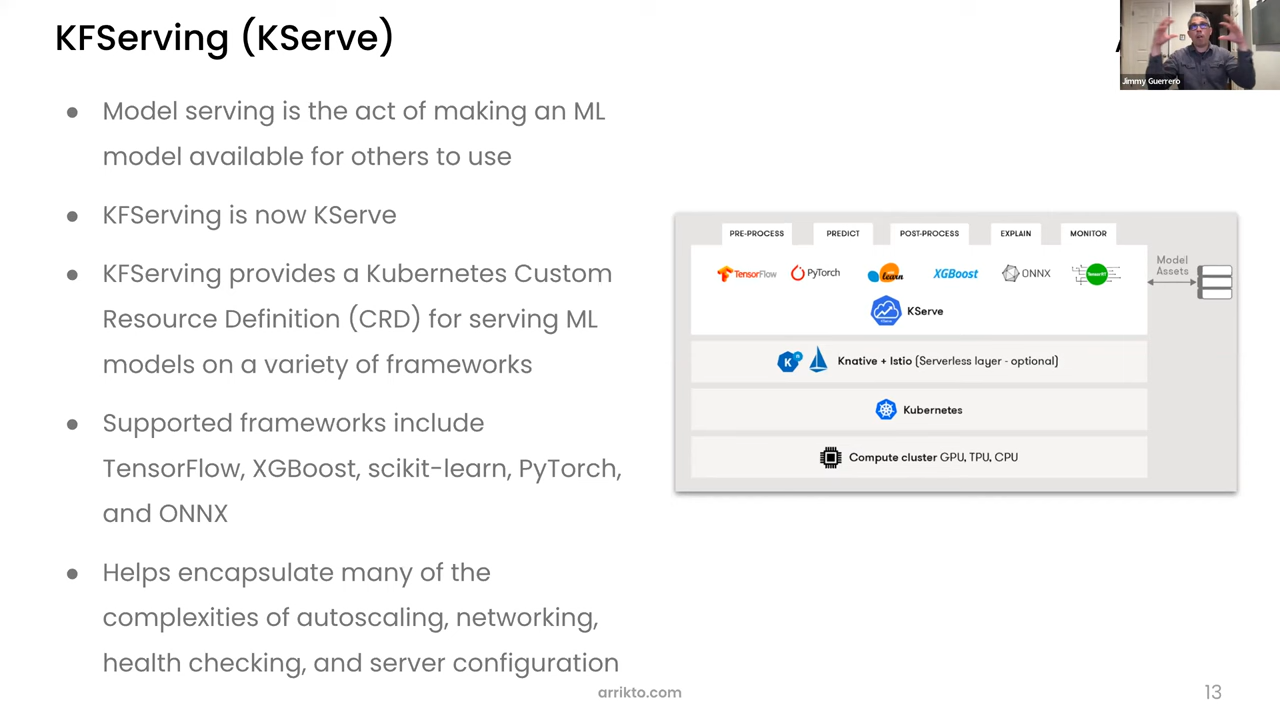 KFServing (KServe)
Jimmy Guerrero
● Model serving is the act of making an ML
model available for others to use
● KFServing is now KServe
● KFServing provides a Kubernetes Custom
Resource Definition (CRD) for serving ML
models on a variety of frameworks
● Supported frameworks include
TensorFlow, XGBoost, scikit-learn, PyTorch,
and ONNX
● Helps encapsulate many of the
complexities of autoscaling, networking,
health checking, and server configuration
PRE-PROCESS PREDICT POST-PROCESS EXPLAIN MONITOR
TensorFlow PyTorch learn XGBoost ONNX TensorRT
KServe
Model
Assets
Knative + Istio (Serverless layer - optional)
Kubernetes
Compute cluster GPU, TPU, CPU
arrikto.com
13